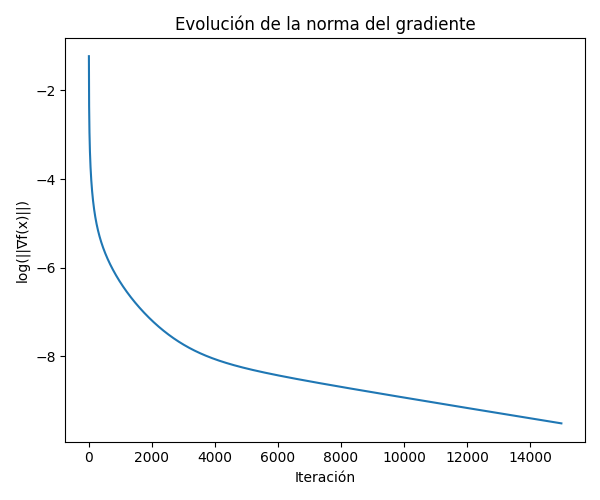 Evolución de la norma del gradiente
log(||∇f(x)||)
−2
−4
−6
−8
0 2000 4000 6000 8000 10000 12000 14000
Iteración